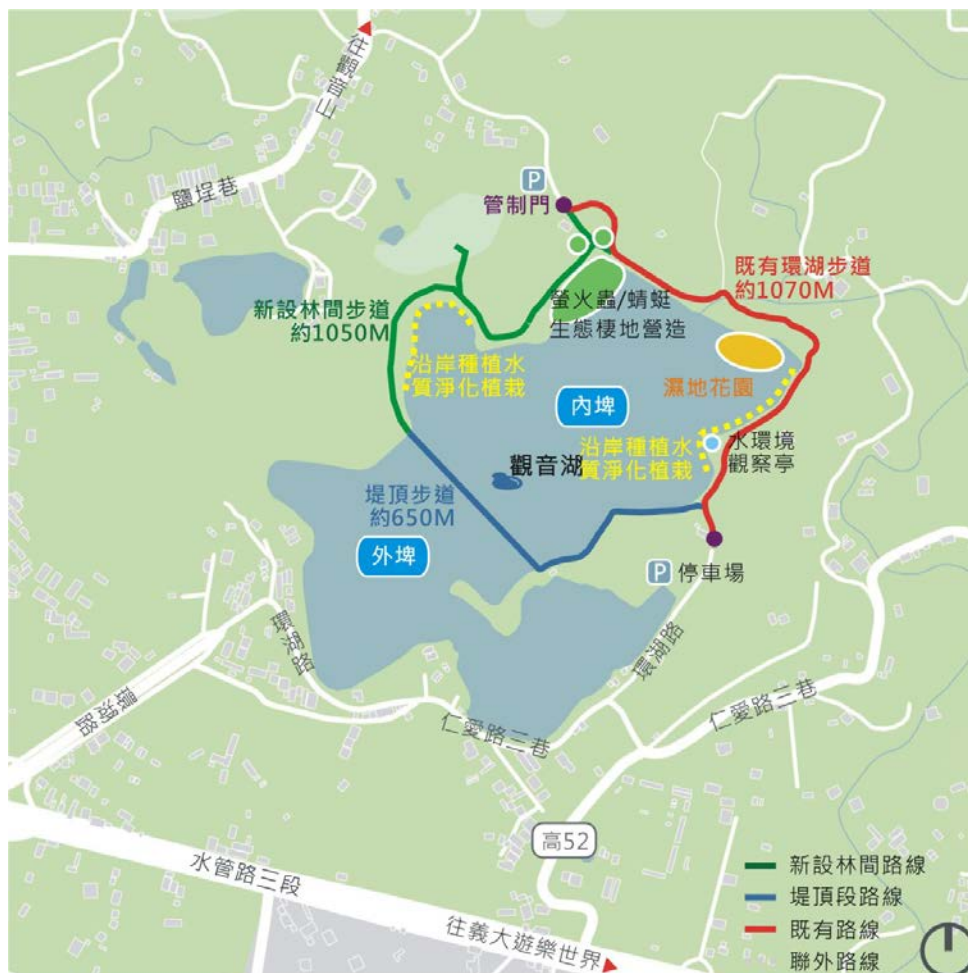 往觀音山
鹽埕巷
P
管制門
既有環湖步道
約1070M
螢火蟲/蜻蜓
生態棲地營造
新設林間步道
約1050M
沿岸種植水
質淨化植栽
濕地花園
內埤
沿岸種植水
質淨化植栽
水環境
觀察亭
觀音湖
堤頂步道
約650M
外埤
P 停車場
環湖路
環湖路
環湖路
仁愛路三巷
仁愛路三巷
高52
水管路三段
往義大遊樂世界
新設林間路線
堤頂段路線
既有路線
聯外路線